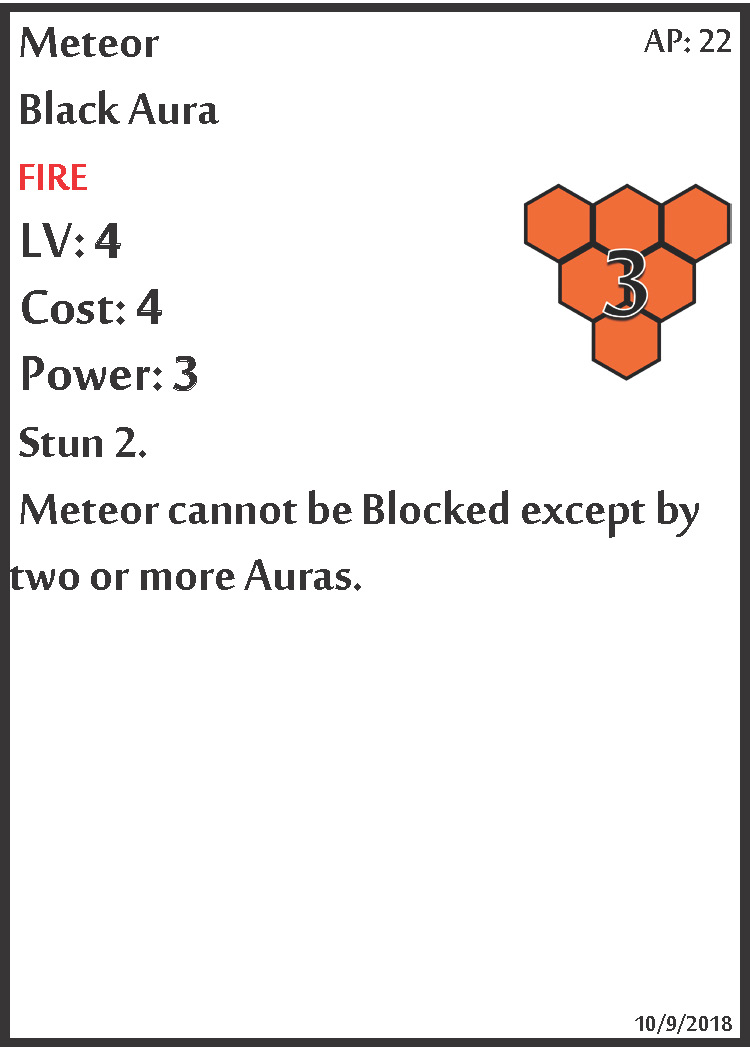 Meteor
AP: 22
Black Aura
FIRE
LV: 4
Cost: 4
3
Power: 3
Stun 2.
Meteor cannot be Blocked except by
two or more Auras.
10/9/2018